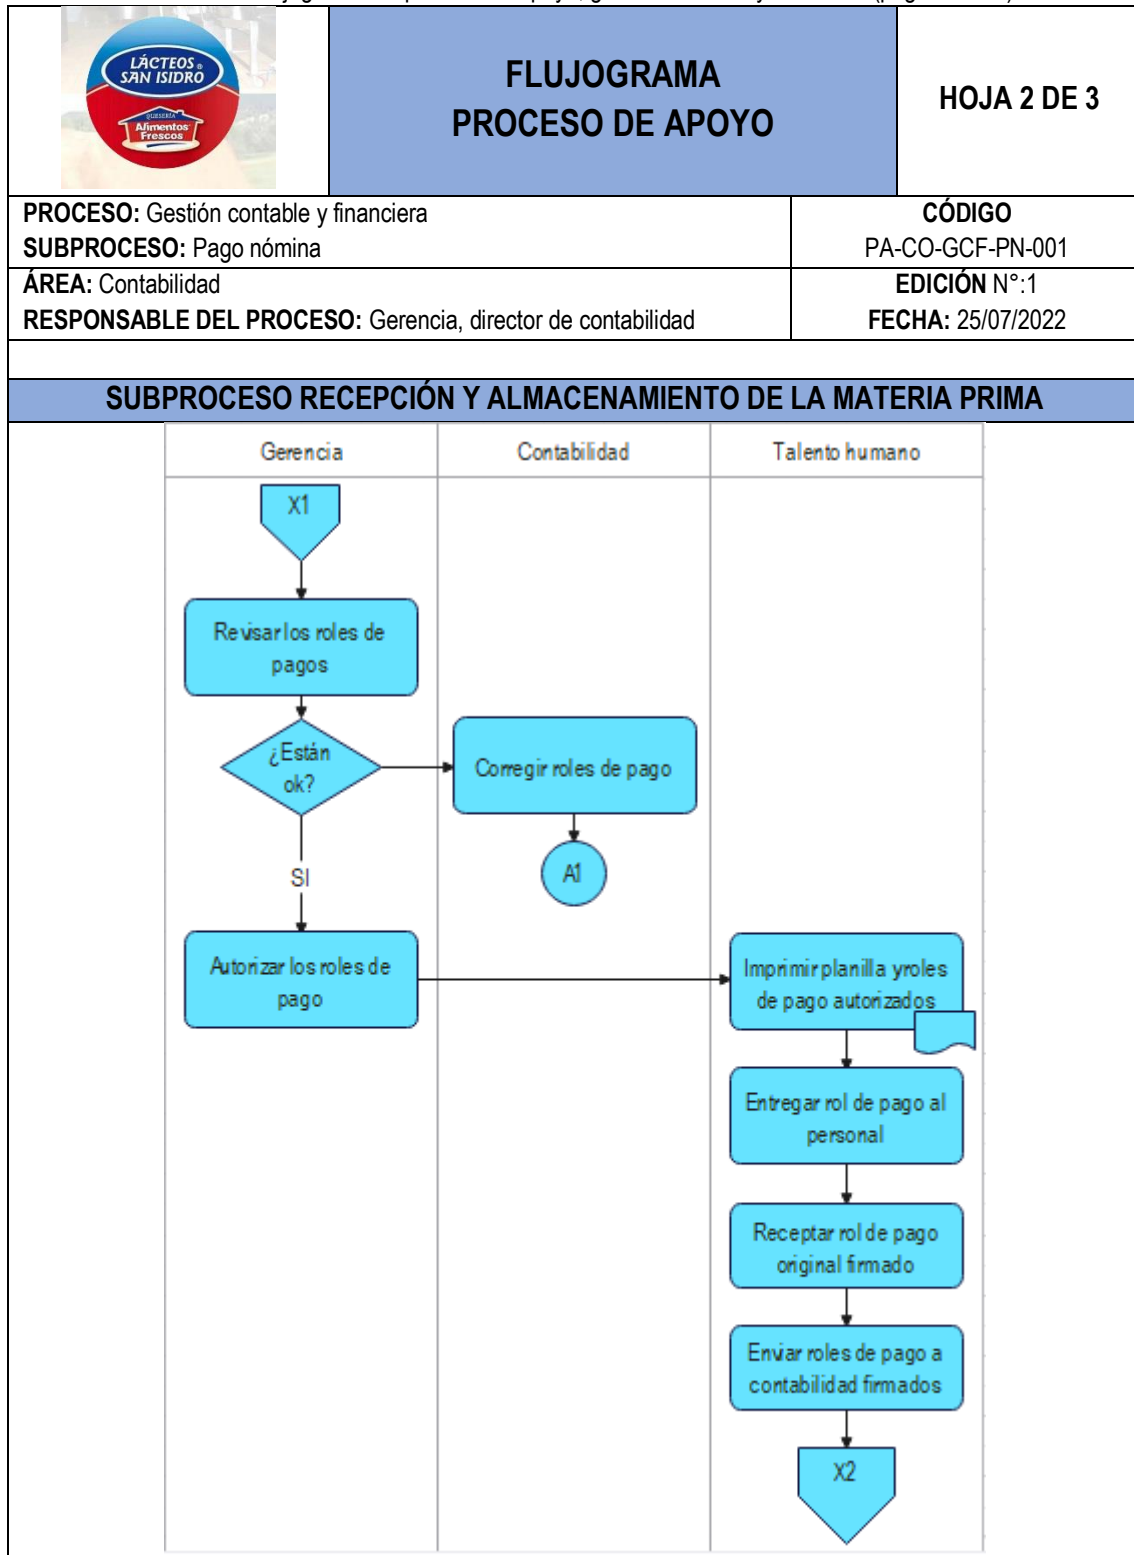 LÁCTEOS ®
SAN ISIDRO
QUESERÍA
Alimentos
Frescos
FLUJOGRAMA
PROCESO DE APOYO
HOJA 2 DE 3
PROCESO: Gestión contable y financiera
SUBPROCESO: Pago nómina
CÓDIGO
PA-CO-GCF-PN-001
ÁREA: Contabilidad
RESPONSABLE DEL PROCESO: Gerencia, director de contabilidad
EDICIÓN N°:1
FECHA: 25/07/2022
SUBPROCESO RECEPCIÓN Y ALMACENAMIENTO DE LA MATERIA PRIMA
Gerencia
Contabilidad
Talento humano
X1
Revisar los roles de
pagos
¿Están
ok?
Corregir roles de pago
A1
SI
Autorizar los roles de
pago
Imprimir planilla y roles
de pago autorizados
Entregar rol de pago al
personal
Receptar rol de pago
original firmado
Enviar roles de pago a
contabilidad firmados
X2